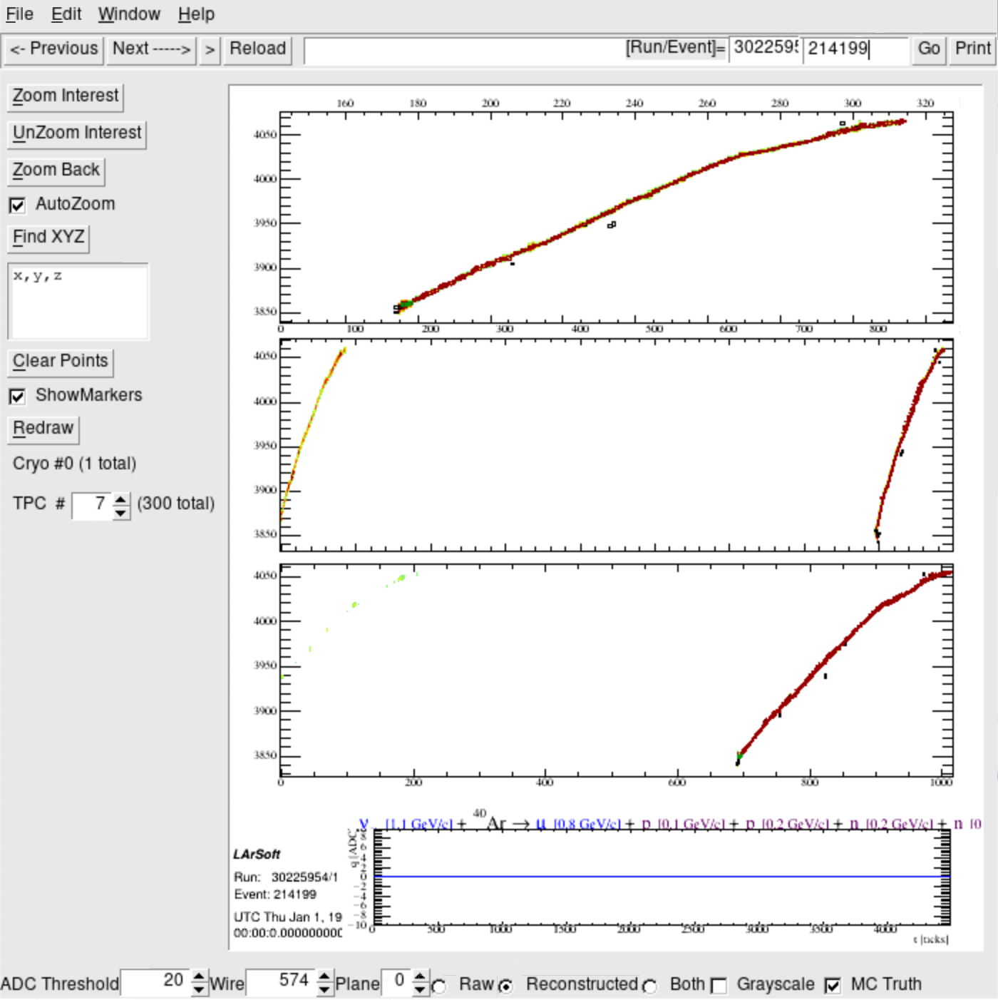 File Edit Window Help
<- Previous Next -----> > Reload [Run/Event]= 3022595 214199 Go Print
Zoom Interest
UnZoom Interest
Zoom Back
AutoZoom
Find XYZ
x,y,z
Clear Points
ShowMarkers
Redraw
Cryo #0 (1 total)
TPC # 7 (300 total)
160 180 200 220 240 260 280 300 320
4050
4000
3950
3900
3850
0 100 200 300 400 500 600 700 800
4050
4000
3950
3900
3850
4050
4000
3950
3900
3850
0 200 400 600 800 1000
ν [1.1 GeV/c] + 40Ar → μ [0.8 GeV/c] + p [0.1 GeV/c] + p [0.2 GeV/c] + n [0.2 GeV/c] + n [0
q [ADC]
8
6
4
2
0
−2
−4
−6
−8
−10
0 500 1000 1500 2000 2500 3000 3500 4000
t [ticks]
LArSoft
Run: 30225954/1
Event: 214199
UTC Thu Jan 1, 19
00:00:0.000000000
ADC Threshold 20 Wire 574 Plane 0 Raw Reconstructed Both Grayscale MC Truth